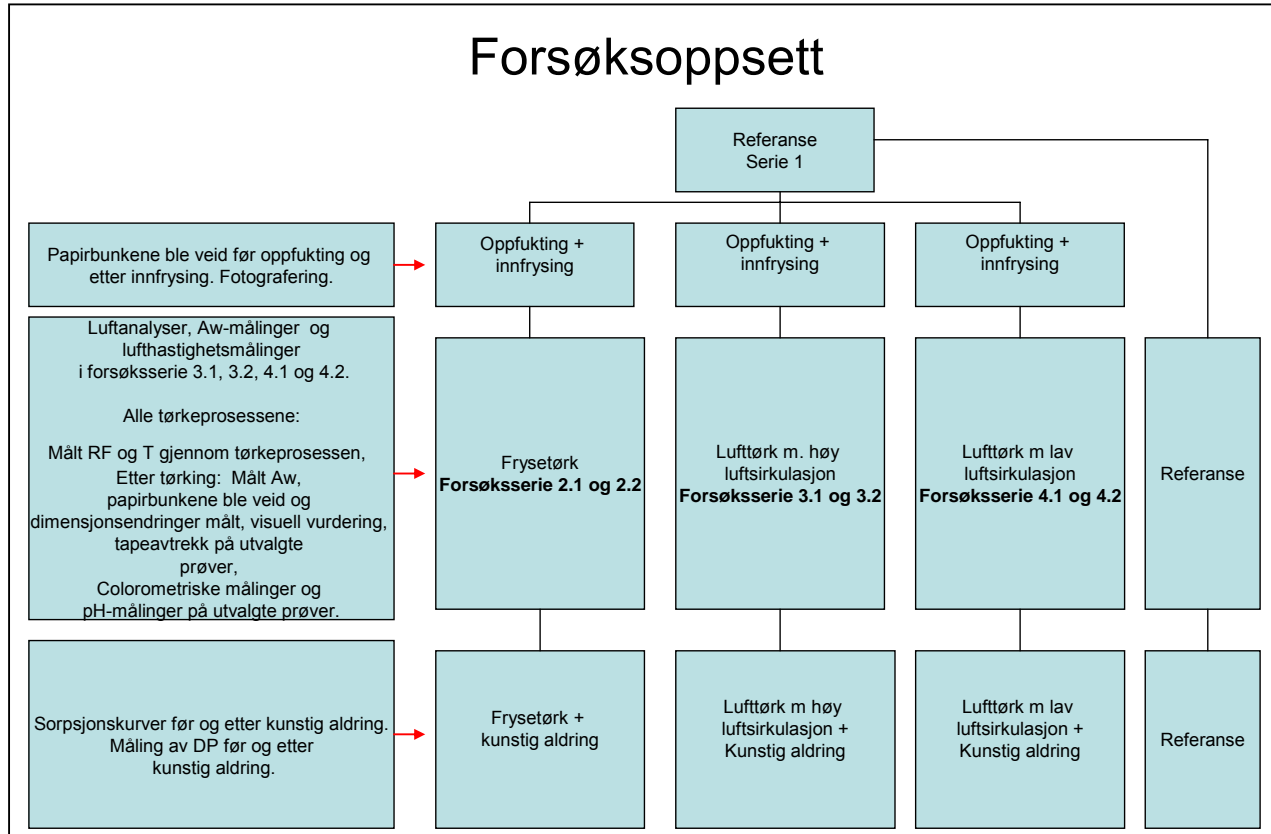 Forsøksoppsett
Referanse
Serie 1
Papirbunkene ble veid før oppfukting og
etter innfrysing. Fotografering.
Oppfukting +
innfrysing
Oppfukting +
innfrysing
Oppfukting +
innfrysing
Luftanalyser, Aw-målinger og
lufthastighetsmålinger
i forsøksserie 3.1, 3.2, 4.1 og 4.2.
Alle tørkeprosessene:
Målt RF og T gjennom tørkeprosessen,
Etter tørking: Målt Aw,
papirbunkene ble veid og
dimensjonsendringer målt, visuell vurdering,
tapeavtrekk på utvalgte
prøver,
Colorometriske målinger og
pH-målinger på utvalgte prøver.
Frysetørk
Forsøksserie 2.1 og 2.2
Lufttørk m. høy
luftsirkulasjon
Forsøksserie 3.1 og 3.2
Lufttørk m lav
luftsirkulasjon
Forsøksserie 4.1 og 4.2
Referanse
Sorpsjonskurver før og etter kunstig aldring.
Måling av DP før og etter
kunstig aldring.
Frysetørk +
kunstig aldring
Lufttørk m høy
luftsirkulasjon +
Kunstig aldring
Lufttørk m lav
luftsirkulasjon +
Kunstig aldring
Referanse